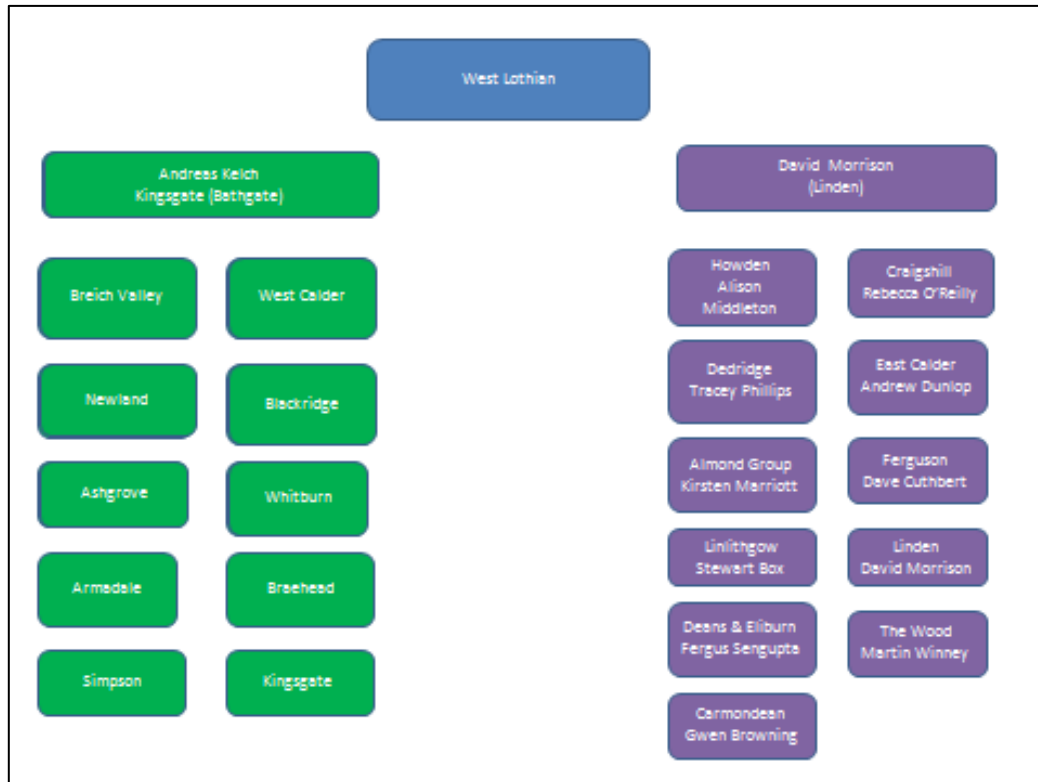 West Lothian
Andreas Kelch
Kingsgate (Bathgate)
David Morrison
(Linden)
Breich Valley
West Calder
Newland
Blackridge
Ashgrove
Whitburn
Armadale
Braehead
Simpson
Kingsgate
Howden
Alison
Middleton
Craigshill
Rebecca O'Reilly
Dedridge
Tracey Phillips
East Calder
Andrew Dunlop
Almond Group
Kirsten Marriott
Ferguson
Dave Cuthbert
Linlithgow
Stewart Box
Linden
David Morrison
Deans & Eliburn
Fergus Sengupta
The Wood
Martin Winney
Carmondean
Gwen Browning